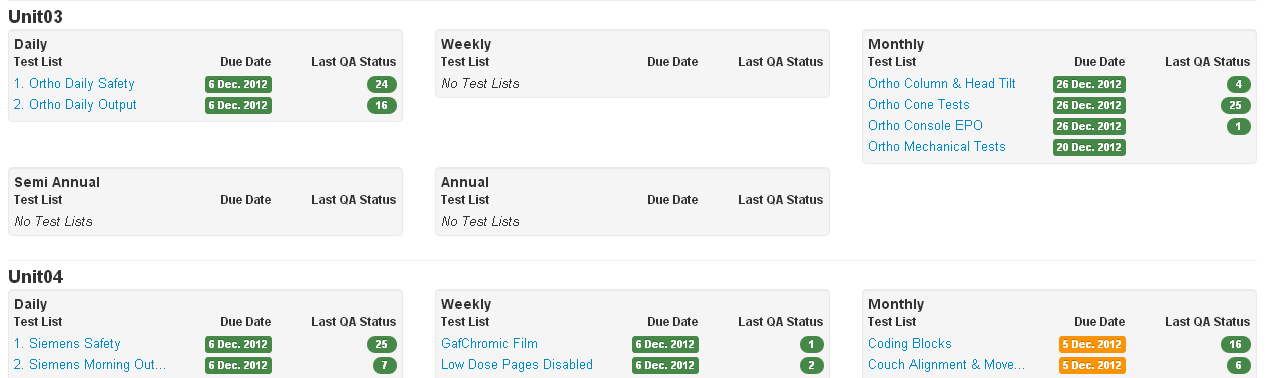 Unit03
Daily
Test List Due Date Last QA Status
1. Ortho Daily Safety 6 Dec. 2012 24
2. Ortho Daily Output 6 Dec. 2012 16
Weekly
Test List Due Date Last QA Status
No Test Lists
Monthly
Test List Due Date Last QA Status
Ortho Column & Head Tilt 26 Dec. 2012 4
Ortho Cone Tests 26 Dec. 2012 25
Ortho Console EPO 26 Dec. 2012 1
Ortho Mechanical Tests 20 Dec. 2012
Semi Annual
Test List Due Date Last QA Status
No Test Lists
Annual
Test List Due Date Last QA Status
No Test Lists
Unit04
Daily
Test List Due Date Last QA Status
1. Siemens Safety 6 Dec. 2012 25
2. Siemens Morning Out... 6 Dec. 2012 7
Weekly
Test List Due Date Last QA Status
GafChromic Film 6 Dec. 2012 1
Low Dose Pages Disabled 6 Dec. 2012 2
Monthly
Test List Due Date Last QA Status
Coding Blocks 5 Dec. 2012 16
Couch Alignment & Move... 5 Dec. 2012 6